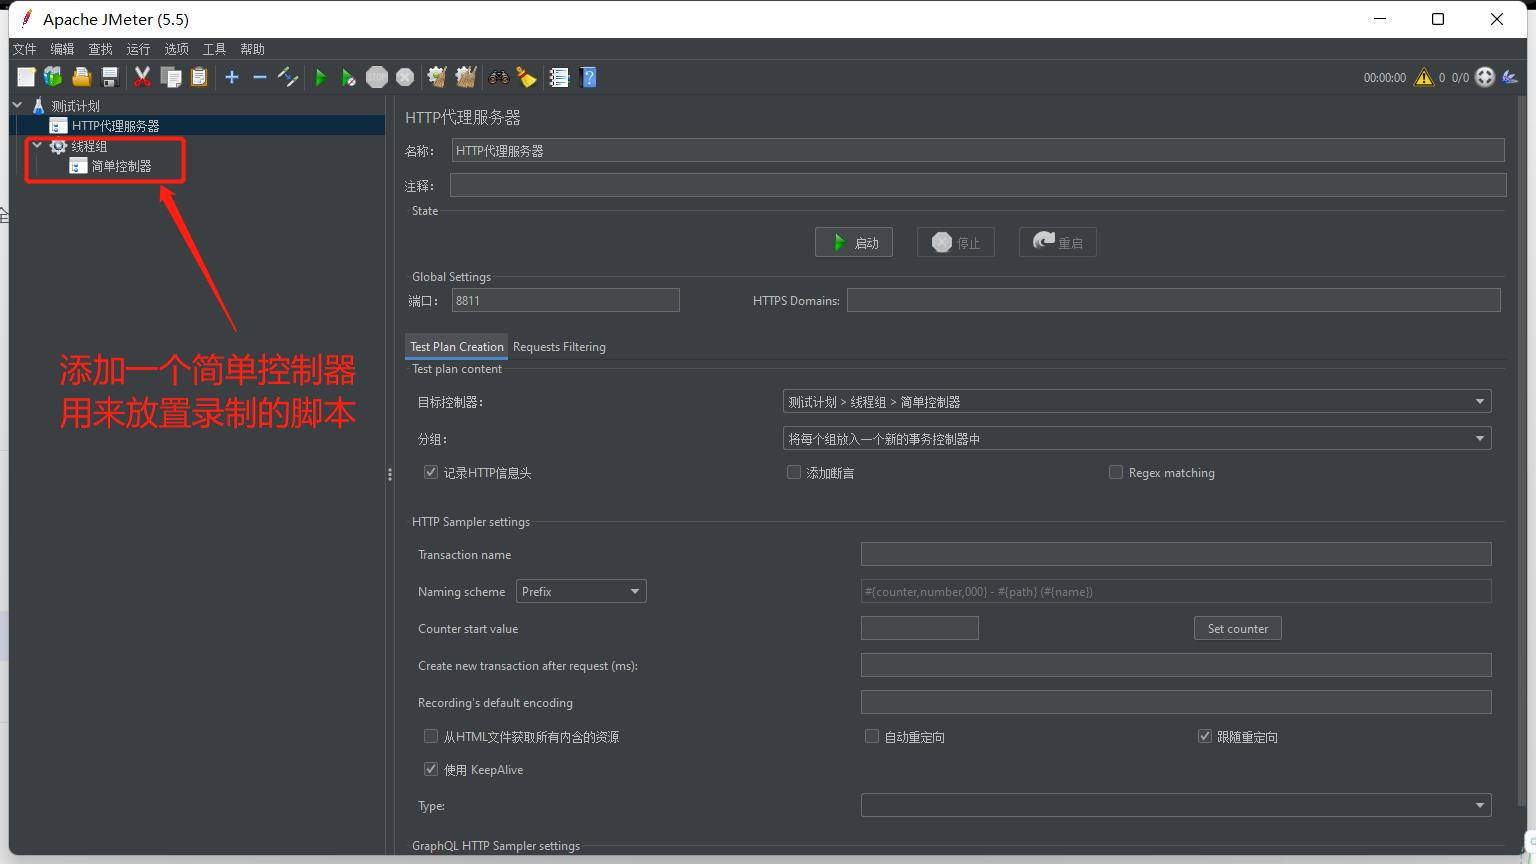 Apache JMeter (5.5)
文件 编辑 查找 运行 选项 工具 帮助
STOP 00:00:00 0 0/0
测试计划
HTTP代理服务器
线程组
简单控制器
添加一个简单控制器
用来放置录制的脚本
HTTP代理服务器
名称： HTTP代理服务器
注释：
State
启动 停止 重启
Global Settings
端口： 8811 HTTPS Domains:
Test Plan Creation Requests Filtering
Test plan content
目标控制器： 测试计划 > 线程组 > 简单控制器
分组： 将每个组放入一个新的事务控制器中
记录HTTP信息头 添加断言 Regex matching
HTTP Sampler settings
Transaction name
Naming scheme Prefix #{counter,number,000} - #{path} (#{name})
Counter start value Set counter
Create new transaction after request (ms):
Recording's default encoding
从HTML文件获取所有内含的资源 自动重定向 跟随重定向
使用 KeepAlive
Type:
GraphQL HTTP Sampler settings